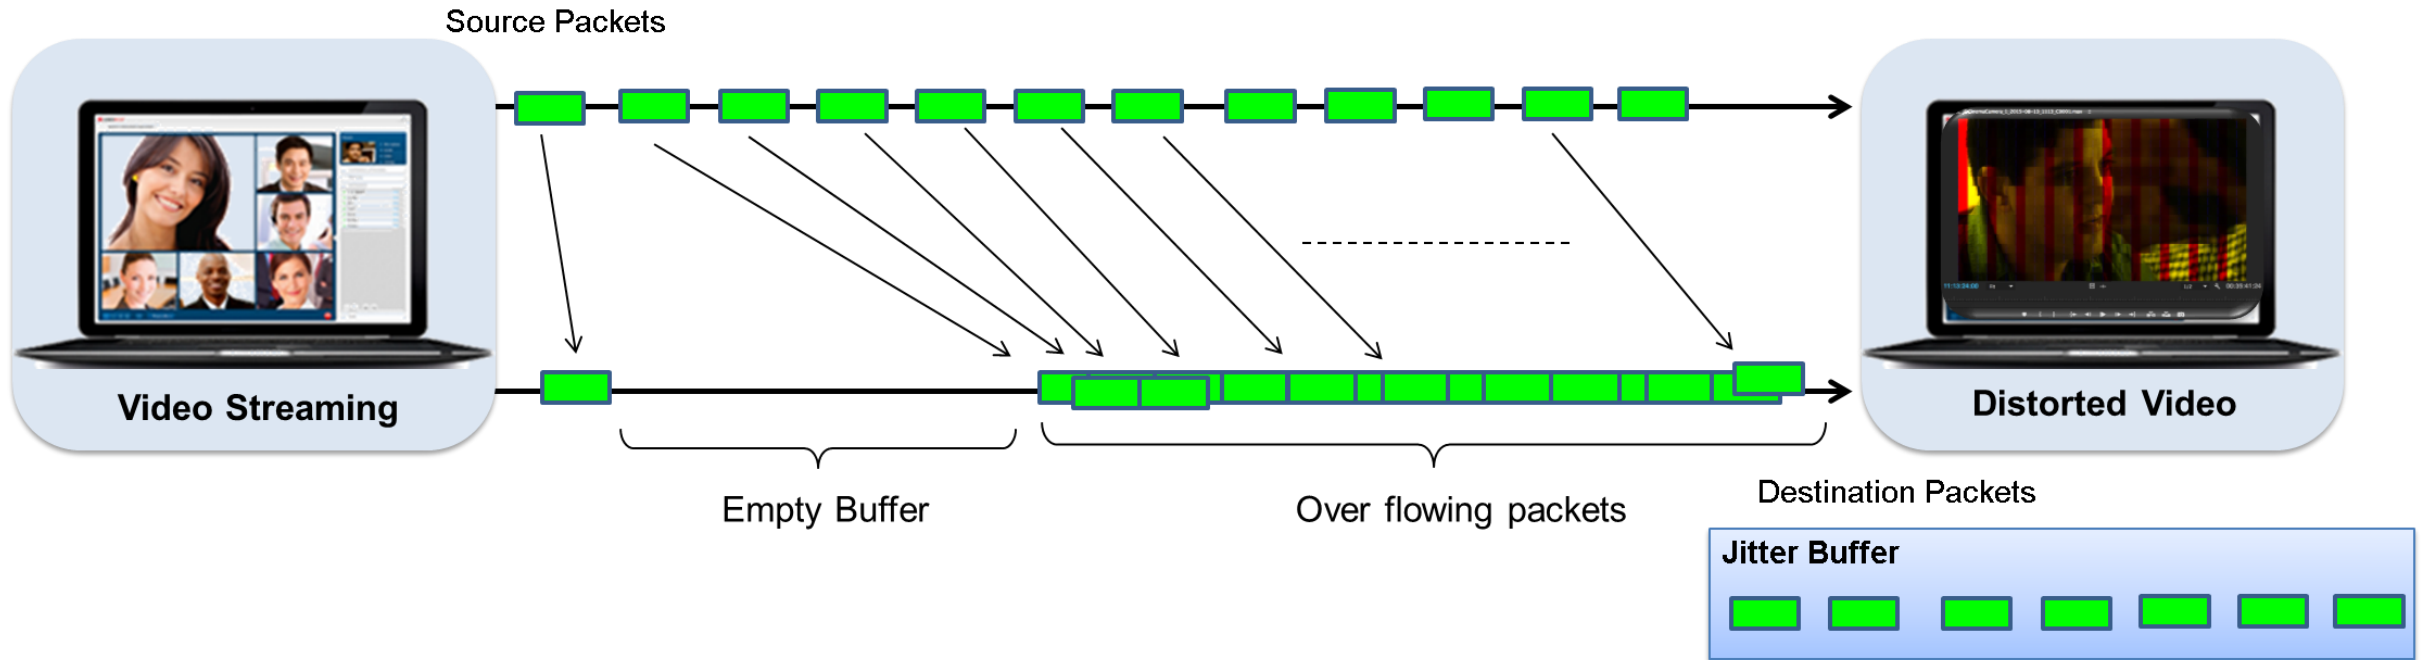 Source Packets
Video Streaming
Distorted Video
Empty Buffer
Over flowing packets
Destination Packets
Jitter Buffer